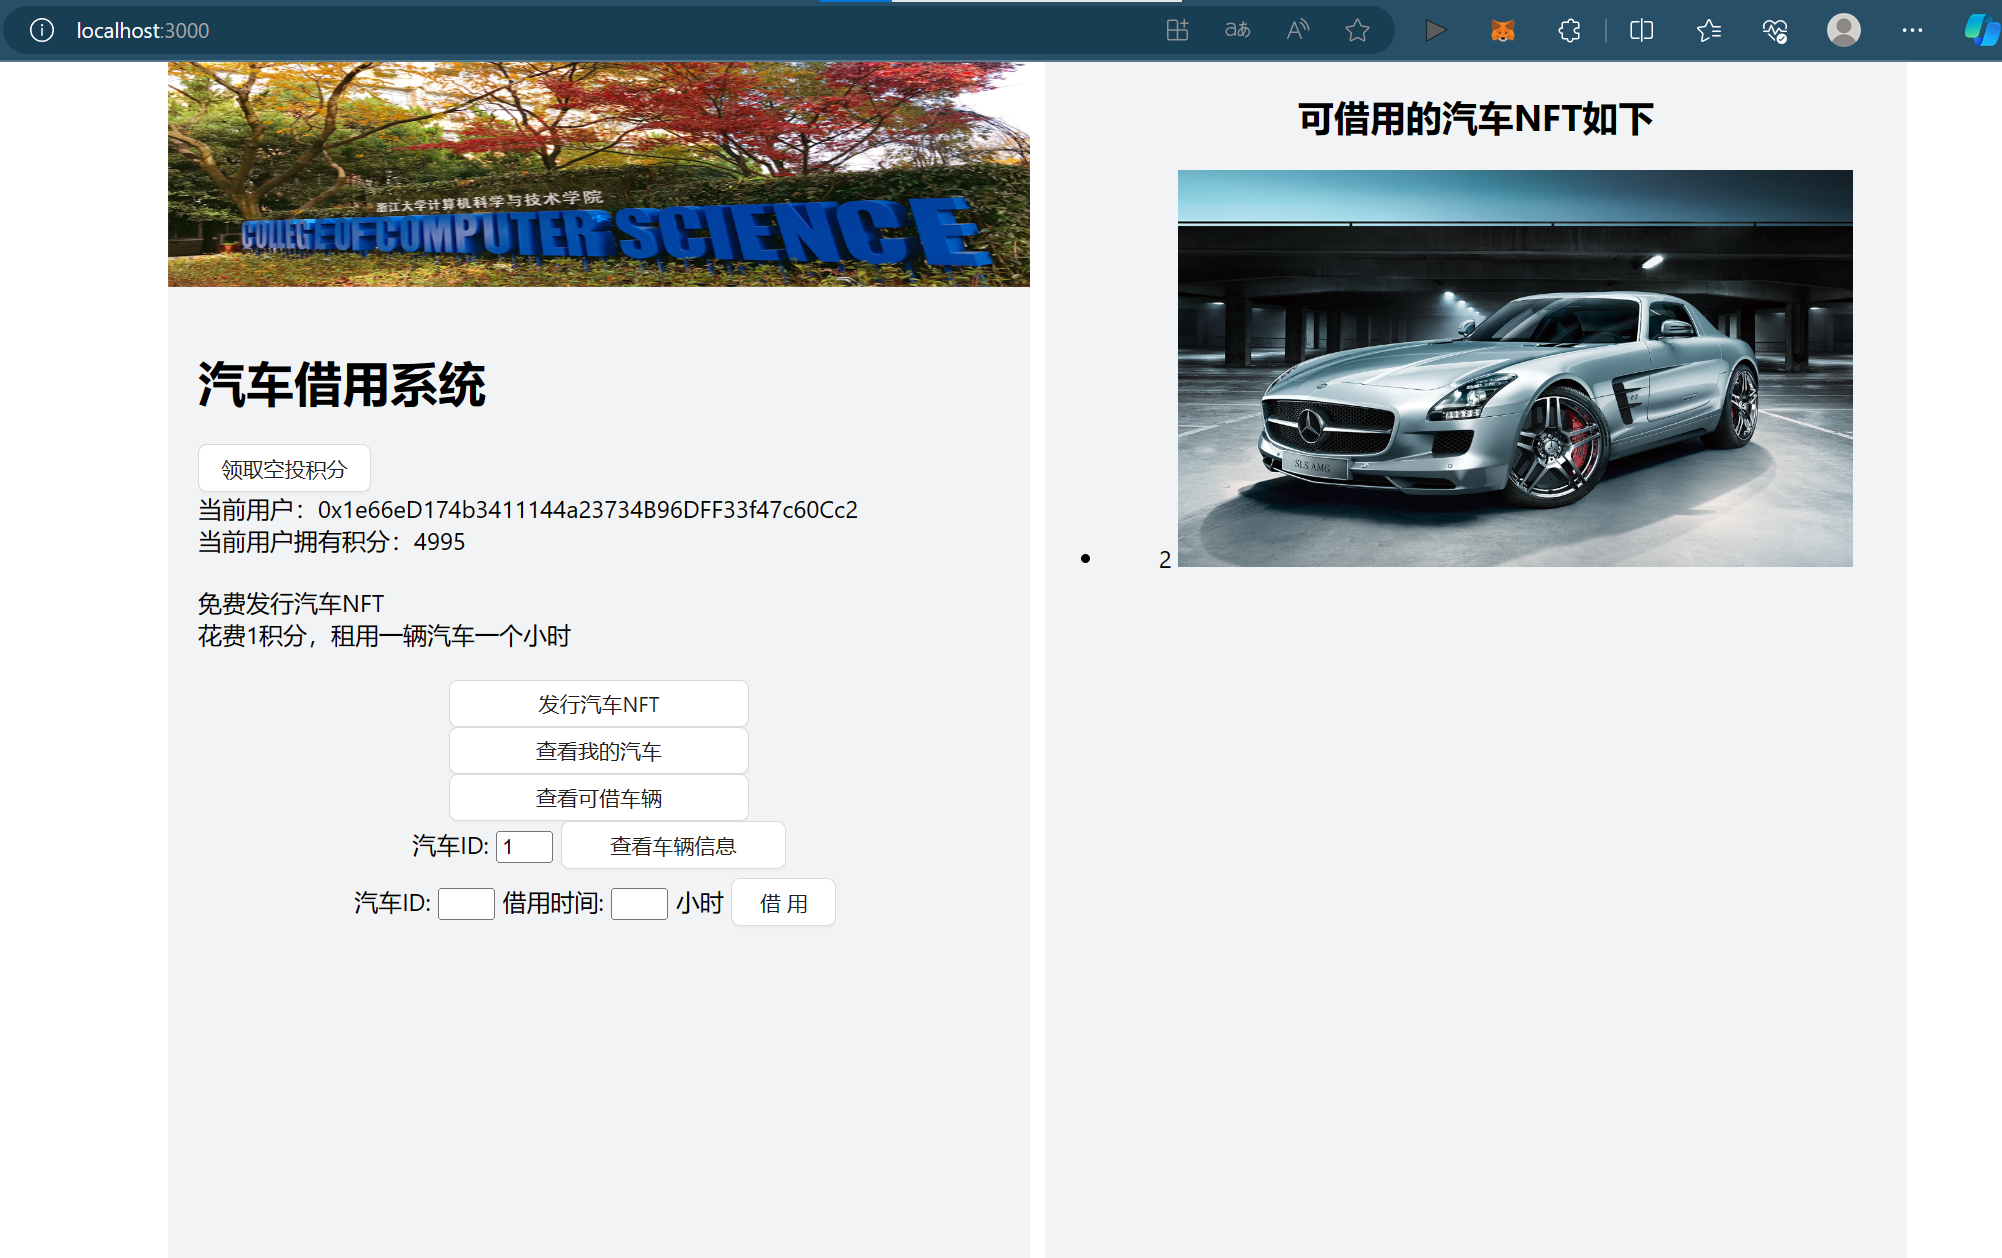 localhost:3000
浙江大学计算机科学与技术学院
COLLEGE OF COMPUTER SCIENCE
汽车借用系统
领取空投积分
当前用户：0x1e66eD174b3411144a23734B96DFF33f47c60Cc2
当前用户拥有积分：4995
免费发行汽车NFT
花费1积分，租用一辆汽车一个小时
发行汽车NFT
查看我的汽车
查看可借车辆
汽车ID: 1 查看车辆信息
汽车ID: 借用时间: 小时 借 用
可借用的汽车NFT如下
SLS AMG
2